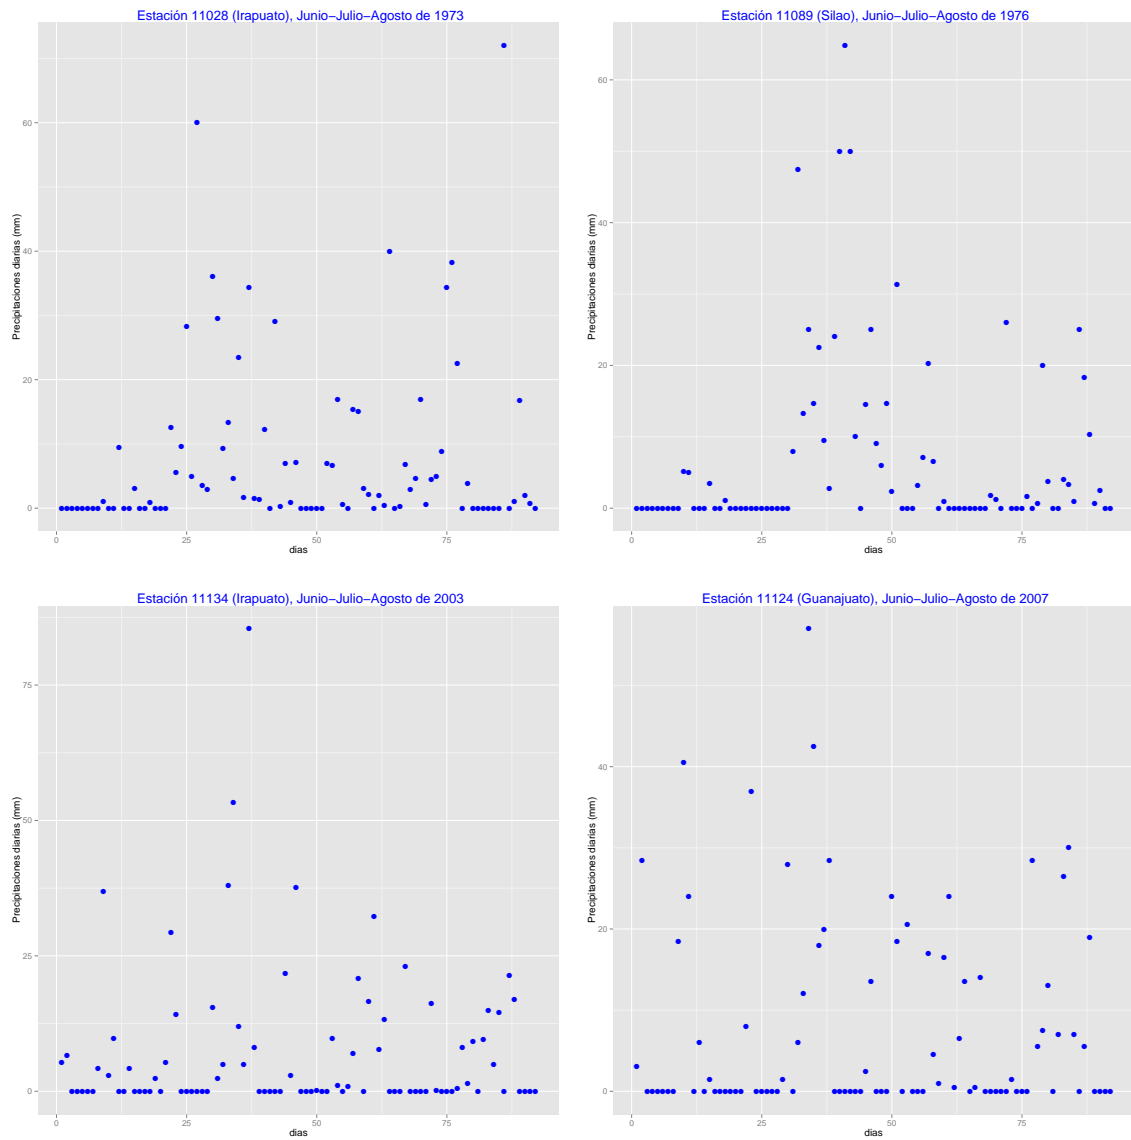 Estación 11028 (Irapuato), Junio−Julio−Agosto de 1973
60
40
20
0
Precipitaciones diarias (mm)
0 25 50 75
dias
Estación 11089 (Silao), Junio−Julio−Agosto de 1976
60
40
20
0
Precipitaciones diarias (mm)
0 25 50 75
dias
Estación 11134 (Irapuato), Junio−Julio−Agosto de 2003
75
50
25
0
Precipitaciones diarias (mm)
0 25 50 75
dias
Estación 11124 (Guanajuato), Junio−Julio−Agosto de 2007
40
20
0
Precipitaciones diarias (mm)
0 25 50 75
dias